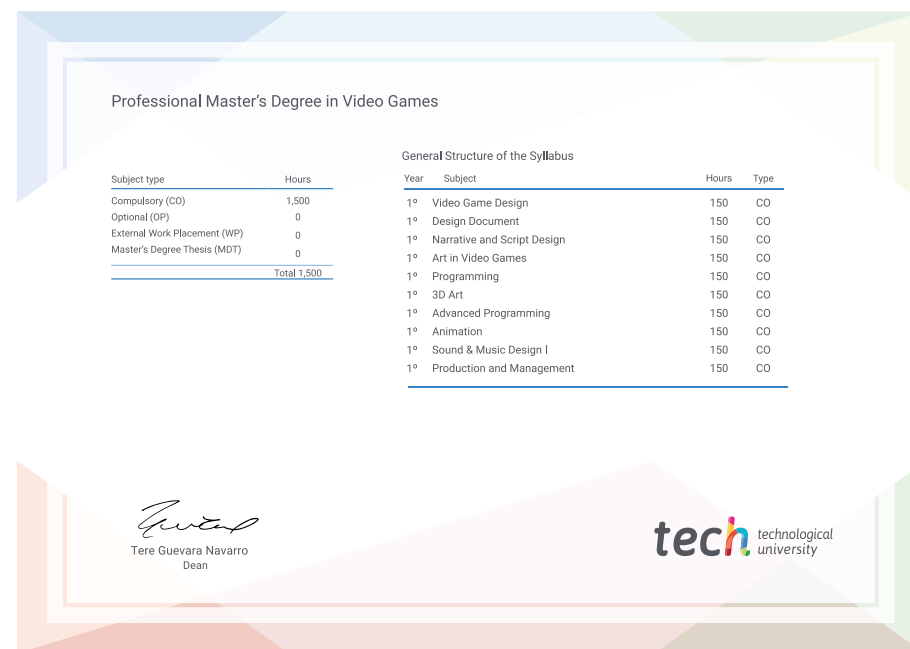 Professional Master's Degree in Video Games
Subject type Hours
Compulsory (CO) 1,500
Optional (OP) 0
External Work Placement (WP) 0
Master's Degree Thesis (MDT) 0
Total 1,500
General Structure of the Syllabus
Year Subject Hours Type
1º Video Game Design 150 CO
1º Design Document 150 CO
1º Narrative and Script Design 150 CO
1º Art in Video Games 150 CO
1º Programming 150 CO
1º 3D Art 150 CO
1º Advanced Programming 150 CO
1º Animation 150 CO
1º Sound & Music Design l 150 CO
1º Production and Management 150 CO
Tere Guevara Navarro
Dean
tech technological
university